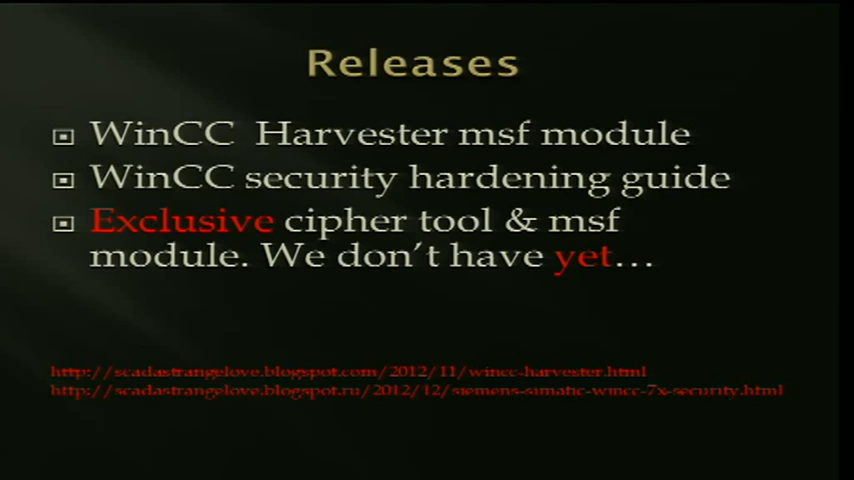 Releases
WinCC Harvester msf module
WinCC security hardening guide
Exclusive cipher tool & msf
module. We don't have yet...
http://scadastrangelove.blogspot.com/2012/11/wincc-harvester.html
http://scadastrangelove.blogspot.ru/2012/12/siemens-simatic-wincc-7x-security.html